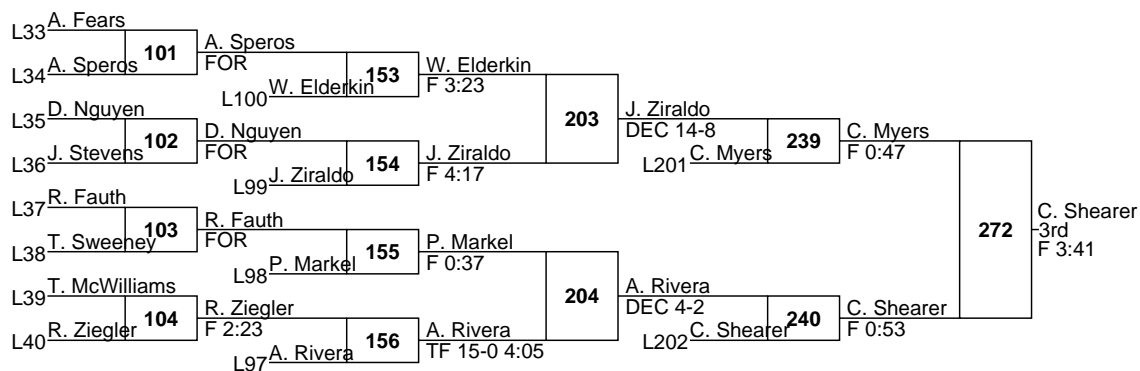 L33 A. Fears
101
L34 A. Speros
A. Speros
FOR
153
L100 W. Elderkin
W. Elderkin
F 3:23
203
L35 D. Nguyen
102
L36 J. Stevens
D. Nguyen
FOR
154
L99 J. Ziraldo
J. Ziraldo
F 4:17
J. Ziraldo
DEC 14-8
239
L201 C. Myers
C. Myers
F 0:47
272
L37 R. Fauth
103
L38 T. Sweeney
R. Fauth
FOR
155
L98 P. Markel
P. Markel
F 0:37
204
L39 T. McWilliams
104
L40 R. Ziegler
R. Ziegler
F 2:23
156
L97 A. Rivera
A. Rivera
TF 15-0 4:05
A. Rivera
DEC 4-2
240
L202 C. Shearer
C. Shearer
F 0:53
C. Shearer
3rd
F 3:41